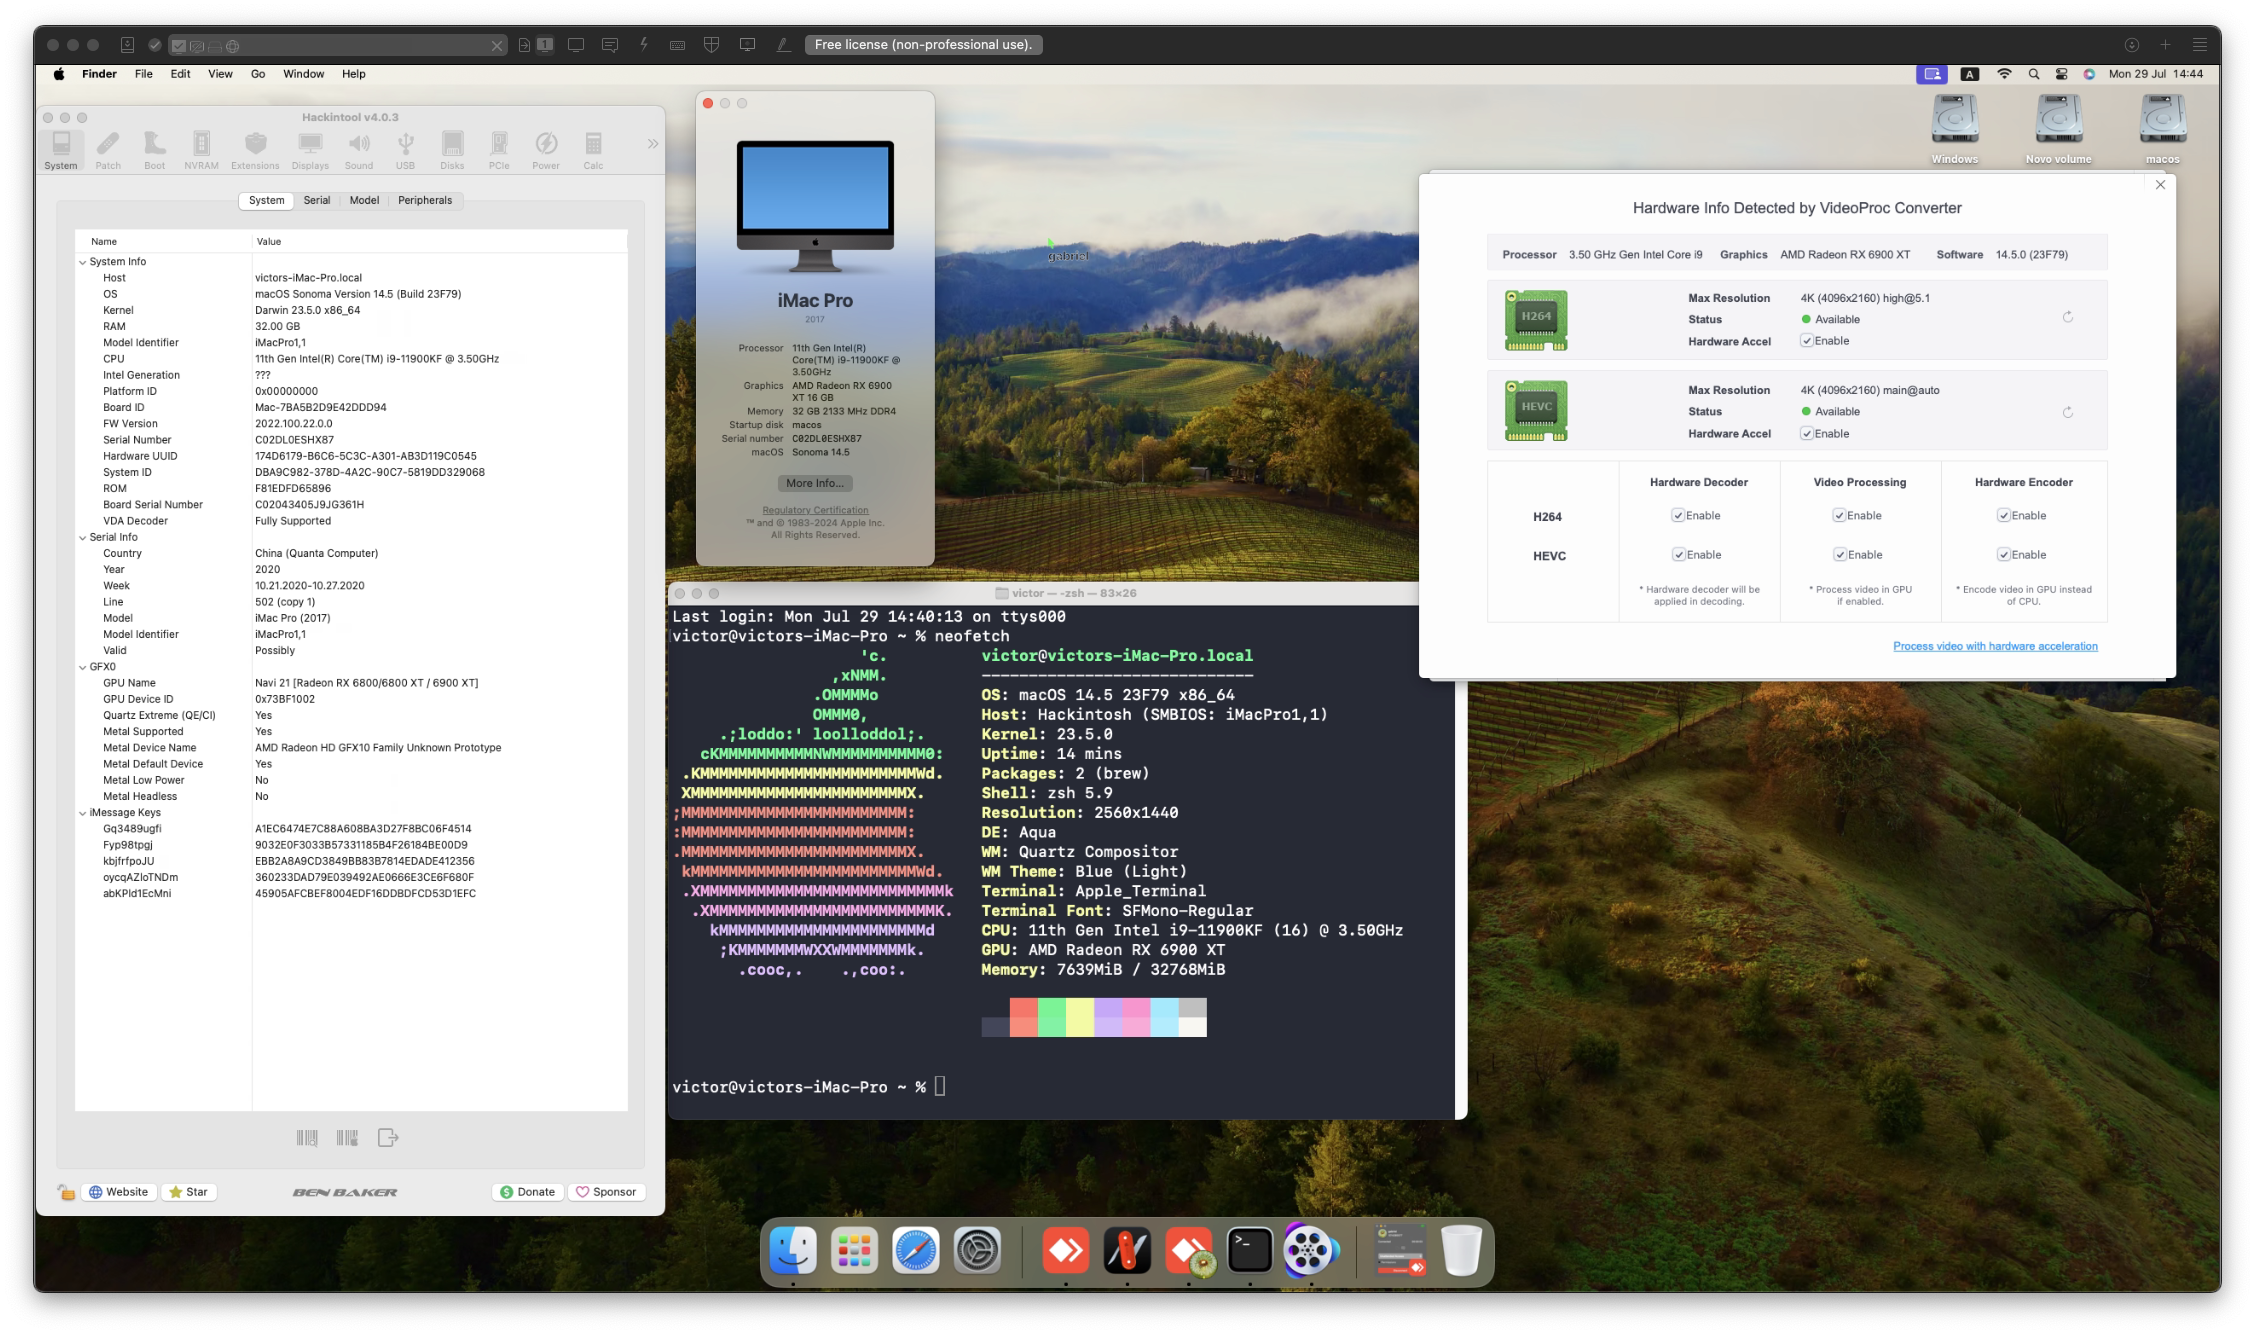 1
Free license (non-professional use).
Finder File Edit View Go Window Help
A
Mon 29 Jul 14:44
Hackintool v4.0.3
System Patch Boot NVRAM Extensions Displays Sound USB Disks PCIe Power Calc
System Serial Model Peripherals
Name Value
System Info
Host victors-iMac-Pro.local
OS macOS Sonoma Version 14.5 (Build 23F79)
Kernel Darwin 23.5.0 x86_64
RAM 32.00 GB
Model Identifier iMacPro1,1
CPU 11th Gen Intel(R) Core(TM) i9-11900KF @ 3.50GHz
Intel Generation ???
Platform ID 0x00000000
Board ID Mac-7BA5B2D9E42DDD94
FW Version 2022.100.22.0.0
Serial Number C02DL0ESHX87
Hardware UUID 174D6179-B6C6-5C3C-A301-AB3D119C0545
System ID DBA9C982-378D-4A2C-90C7-5819DD329068
ROM F81EDFD65896
Board Serial Number C02043405J9JG361H
VDA Decoder Fully Supported
Serial Info
Country China (Quanta Computer)
Year 2020
Week 10.21.2020-10.27.2020
Line 502 (copy 1)
Model iMac Pro (2017)
Model Identifier iMacPro1,1
Valid Possibly
GFX0
GPU Name Navi 21 [Radeon RX 6800/6800 XT / 6900 XT]
GPU Device ID 0x73BF1002
Quartz Extreme (QE/CI) Yes
Metal Supported Yes
Metal Device Name AMD Radeon HD GFX10 Family Unknown Prototype
Metal Default Device Yes
Metal Low Power No
Metal Headless No
iMessage Keys
Gq3489ugfi A1EC6474E7C88A608BA3D27F8BC06F4514
Fyp98tpgj 9032E0F3033B57331185B4F26184BE00D9
kbjfrfpoJU EBB2A8A9CD3849BB83B7814EDADE412356
oycqAZloTNDm 360233DAD79E039492AE0666E3CE6F680F
abKPld1EcMni 45905AFCBEF8004EDF16DDBDFCD53D1EFC
Website Star BEN BAKER Donate Sponsor
iMac Pro
2017
Processor 11th Gen Intel(R)
Core(TM) i9-11900KF @
3.50GHz
Graphics AMD Radeon RX 6900
XT 16 GB
Memory 32 GB 2133 MHz DDR4
Startup disk macos
Serial number C02DL0ESHX87
macOS Sonoma 14.5
More Info...
Regulatory Certification
™ and © 1983-2024 Apple Inc.
All Rights Reserved.
gabriel
Windows Novo volume macos
Hardware Info Detected by VideoProc Converter
Processor 3.50 GHz Gen Intel Core i9 Graphics AMD Radeon RX 6900 XT Software 14.5.0 (23F79)
H264
Max Resolution 4K (4096x2160) high@5.1
Status Available
Hardware Accel Enable
HEVC
Max Resolution 4K (4096x2160) main@auto
Status Available
Hardware Accel Enable
Hardware Decoder Video Processing Hardware Encoder
H264 Enable Enable Enable
HEVC Enable Enable Enable
* Hardware decoder will be
applied in decoding.
* Process video in GPU
if enabled.
* Encode video in GPU instead
of CPU.
Process video with hardware acceleration
victor — -zsh — 83×26
Last login: Mon Jul 29 14:40:13 on ttys000
victor@victors-iMac-Pro ~ % neofetch
'c. victor@victors-iMac-Pro.local
,xNMM. -----------------------------
.OMMMMo OS: macOS 14.5 23F79 x86_64
OMMM0, Host: Hackintosh (SMBIOS: iMacPro1,1)
.;loddo:' loolloddol;. Kernel: 23.5.0
cKMMMMMMMMMMNWMMMMMMMMMM0: Uptime: 14 mins
.KMMMMMMMMMMMMMMMMMMMMMMMWd. Packages: 2 (brew)
XMMMMMMMMMMMMMMMMMMMMMMMX. Shell: zsh 5.9
;MMMMMMMMMMMMMMMMMMMMMMMM: Resolution: 2560x1440
:MMMMMMMMMMMMMMMMMMMMMMMM: DE: Aqua
.MMMMMMMMMMMMMMMMMMMMMMMMX. WM: Quartz Compositor
kMMMMMMMMMMMMMMMMMMMMMMMMWd. WM Theme: Blue (Light)
.XMMMMMMMMMMMMMMMMMMMMMMMMMMk Terminal: Apple_Terminal
.XMMMMMMMMMMMMMMMMMMMMMMMMK. Terminal Font: SFMono-Regular
kMMMMMMMMMMMMMMMMMMMMMMd CPU: 11th Gen Intel i9-11900KF (16) @ 3.50GHz
;KMMMMMMMWXXWMMMMMMMk. GPU: AMD Radeon RX 6900 XT
.cooc,. .,coo:. Memory: 7639MiB / 32768MiB
victor@victors-iMac-Pro ~ %